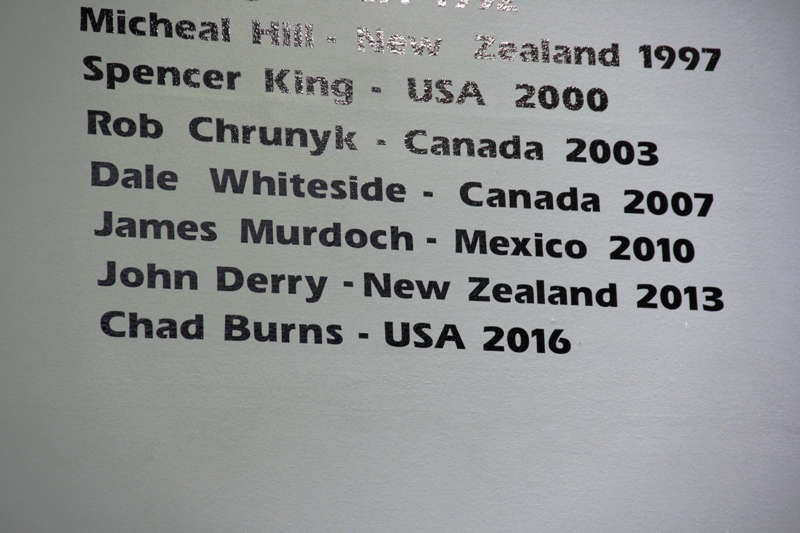 Micheal Hill - New Zealand 1997
Spencer King - USA 2000
Rob Chrunyk - Canada 2003
Dale Whiteside - Canada 2007
James Murdoch - Mexico 2010
John Derry - New Zealand 2013
Chad Burns - USA 2016